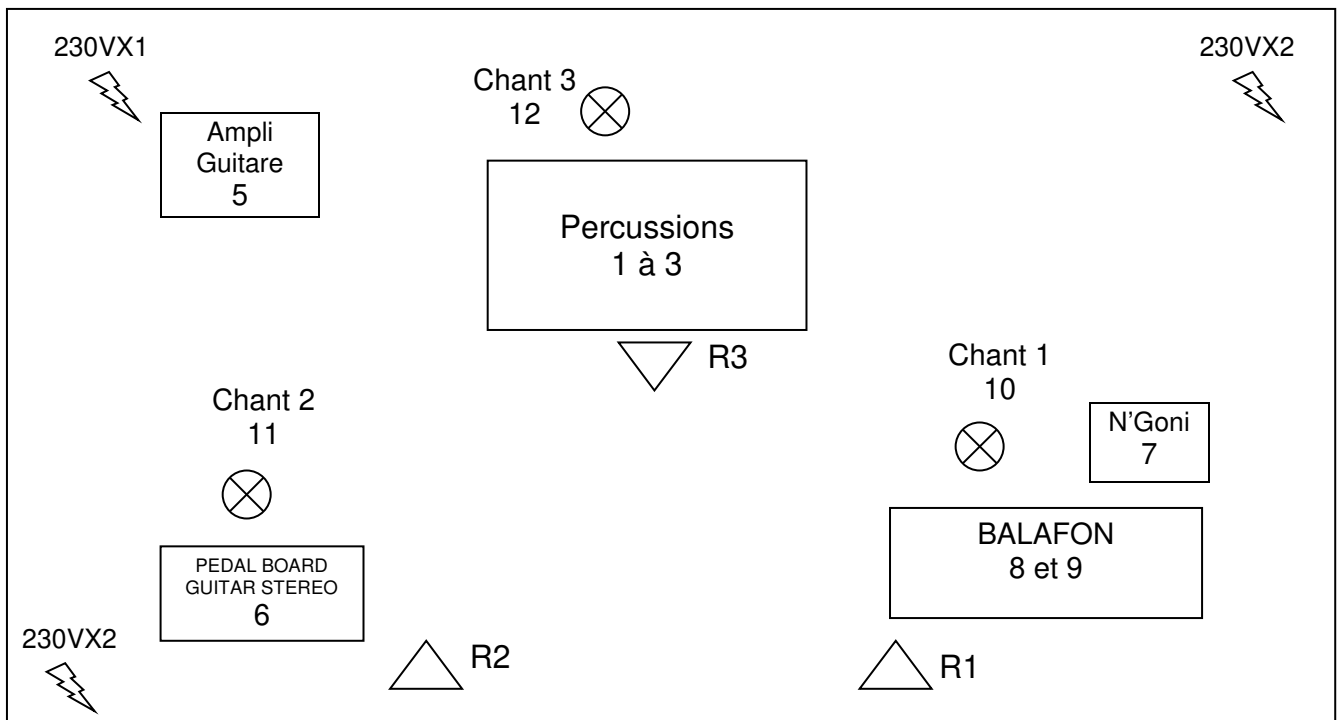 230VX1
230VX2
Chant 3
12
Ampli
Guitare
5
Percussions
1 à 3
R3
Chant 1
10
Chant 2
11
N'Goni
7
BALAFON
8 et 9
PEDAL BOARD
GUITAR STEREO
6
230VX2
R2
R1